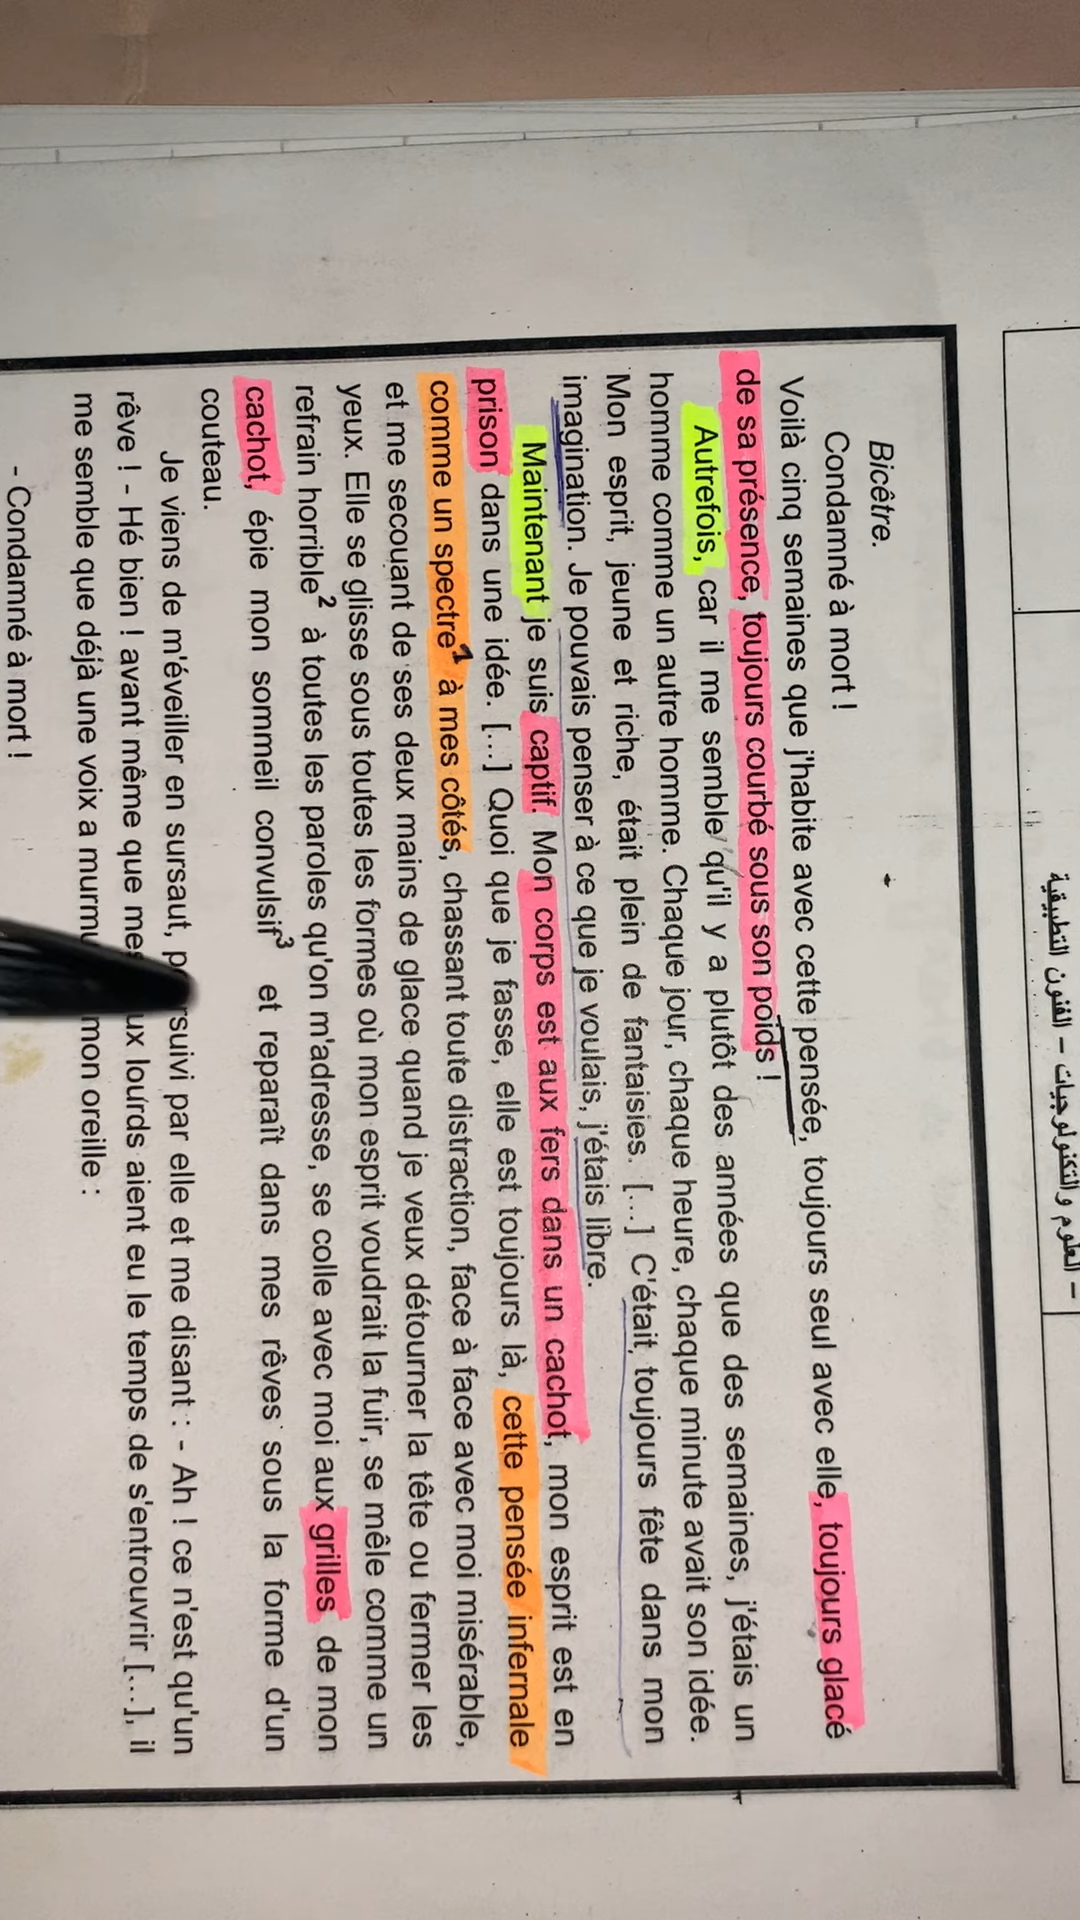 - العلوم والتكنولوجيات - الفنون التطبيقية
Bicêtre.
Condamné à mort !
Voilà cinq semaines que j'habite avec cette pensée, toujours seul avec elle, toujours glacé
de sa présence, toujours courbé sous son poids !
Autrefois, car il me semble qu'il y a plutôt des années que des semaines, j'étais un
homme comme un autre homme. Chaque jour, chaque heure, chaque minute avait son idée.
Mon esprit, jeune et riche, était plein de fantaisies. [...] C'était toujours fête dans mon
imagination. Je pouvais penser à ce que je voulais, j'étais libre.
Maintenant je suis captif. Mon corps est aux fers dans un cachot, mon esprit est en
prison dans une idée. [...] Quoi que je fasse, elle est toujours là, cette pensée infernale
comme un spectre1 à mes côtés, chassant toute distraction, face à face avec moi misérable,
et me secouant de ses deux mains de glace quand je veux détourner la tête ou fermer les
yeux. Elle se glisse sous toutes les formes où mon esprit voudrait la fuir, se mêle comme un
refrain horrible2 à toutes les paroles qu'on m'adresse, se colle avec moi aux grilles de mon
cachot, épie mon sommeil convulsif3 et reparaît dans mes rêves sous la forme d'un
couteau.
Je viens de m'éveiller en sursaut, p rsuivi par elle et me disant : - Ah ! ce n'est qu'un
rêve ! - Hé bien ! avant même que me ux lourds aient eu le temps de s'entrouvrir [...], il
me semble que déjà une voix a murmu mon oreille :
- Condamné à mort !